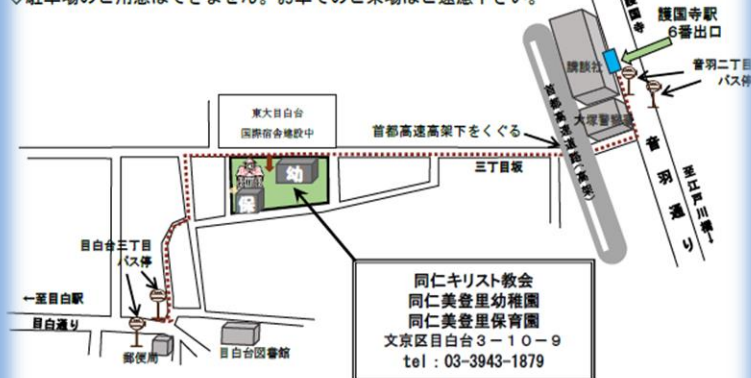 ◇駐車場のご用意はできません。お車でのご来場はご遠慮下さい。
護国寺
護国寺駅
6番出口
講談社
音羽二丁目
バス停
大塚警察署
東大目白台
国際宿舎建設中
首都高速高架下をくぐる
首都高速道路(高架)
音羽通り
至江戸川橋→
三丁目坂
幼
保
目白台三丁目
バス停
←至目白駅
目白通り
郵便局
目白台図書館
同仁キリスト教会
同仁美登里幼稚園
同仁美登里保育園
文京区目白台3-10-9
tel:03-3943-1879